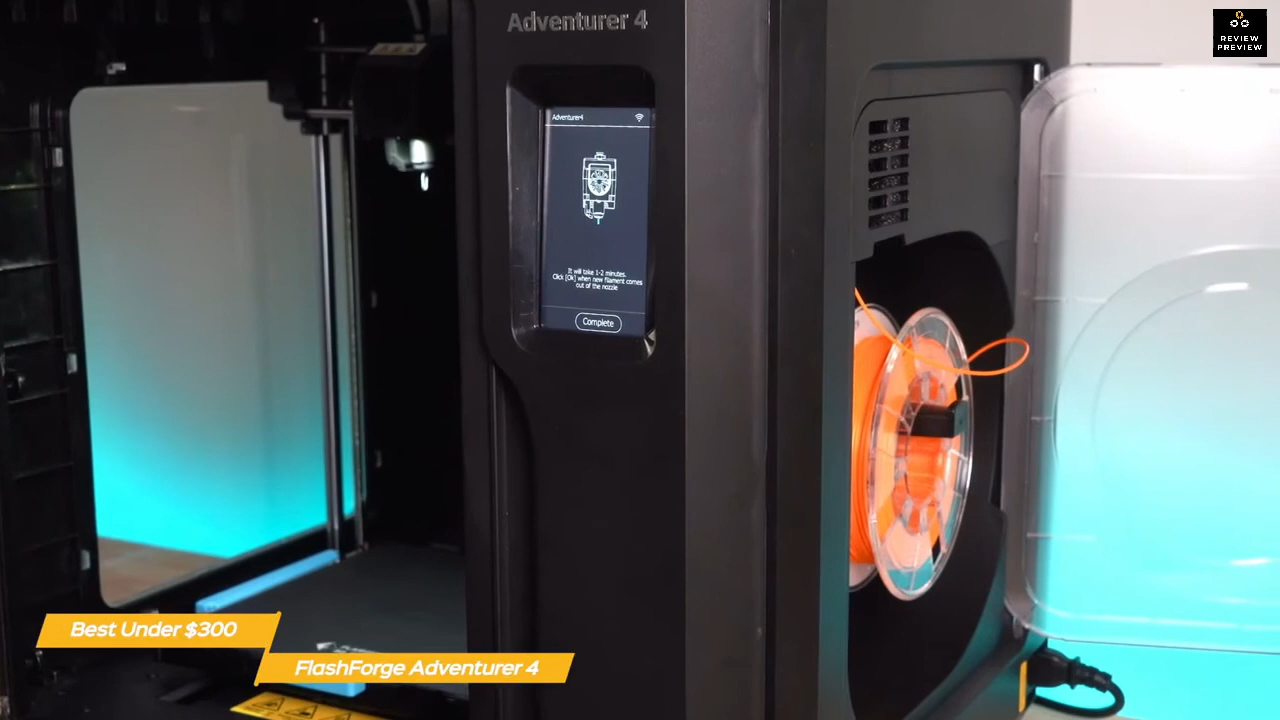 Adventurer 4
REVIEW
PREVIEW
Adventurer4
It will take 1-2 minutes.
Click [Ok] when new filament comes
out of the nozzle
Complete
Best Under $300
FlashForge Adventurer 4